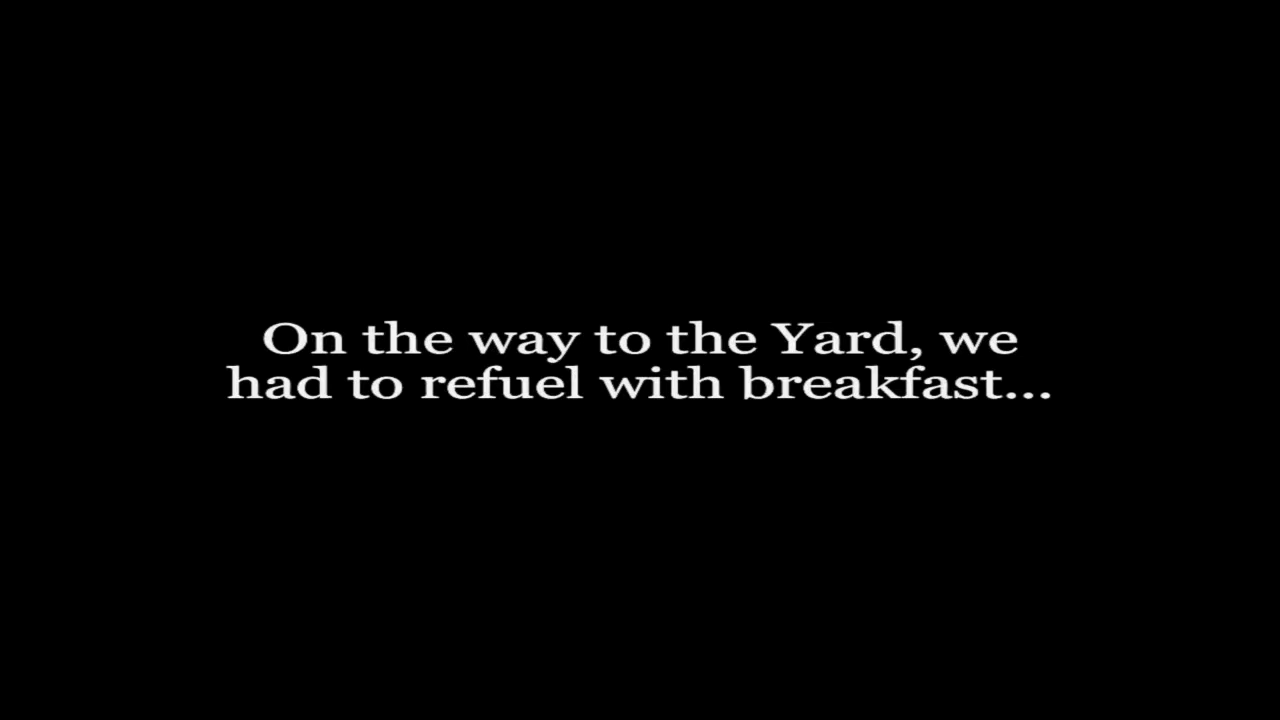 On the way to the Yard, we
had to refuel with breakfast...